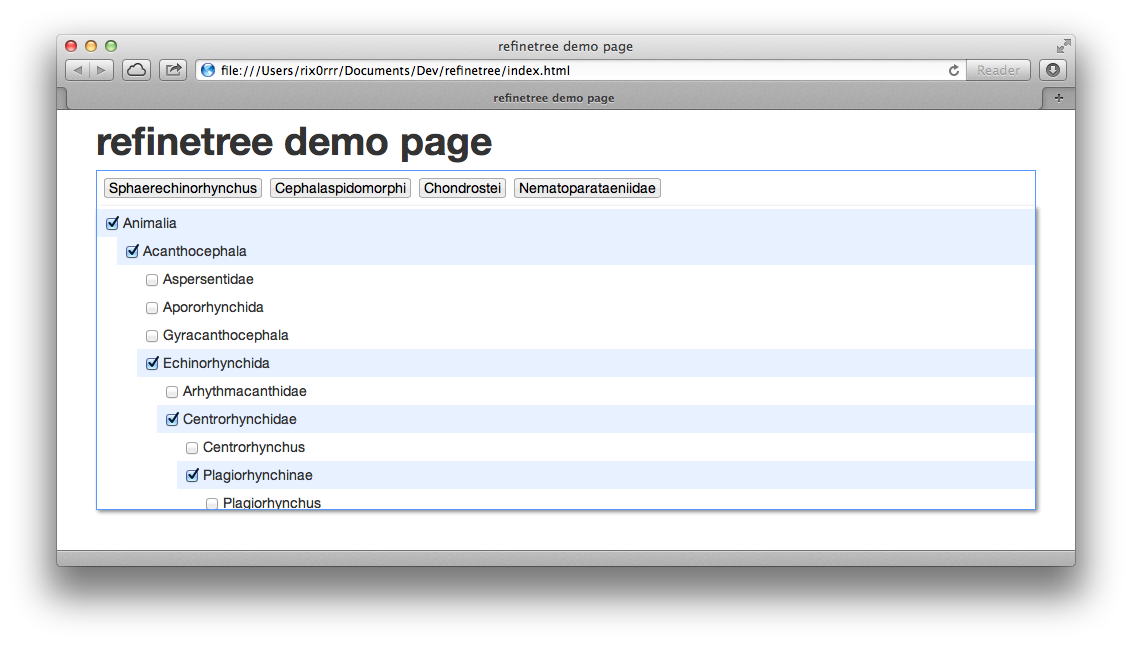 refinetree demo page
file:///Users/rix0rrr/Documents/Dev/refinetree/index.html
Reader
refinetree demo page
refinetree demo page
Sphaerechinorhynchus Cephalaspidomorphi Chondrostei Nematoparataeniidae
Animalia
Acanthocephala
Aspersentidae
Apororhynchida
Gyracanthocephala
Echinorhynchida
Arhythmacanthidae
Centrorhynchidae
Centrorhynchus
Plagiorhynchinae
Plagiorhynchus